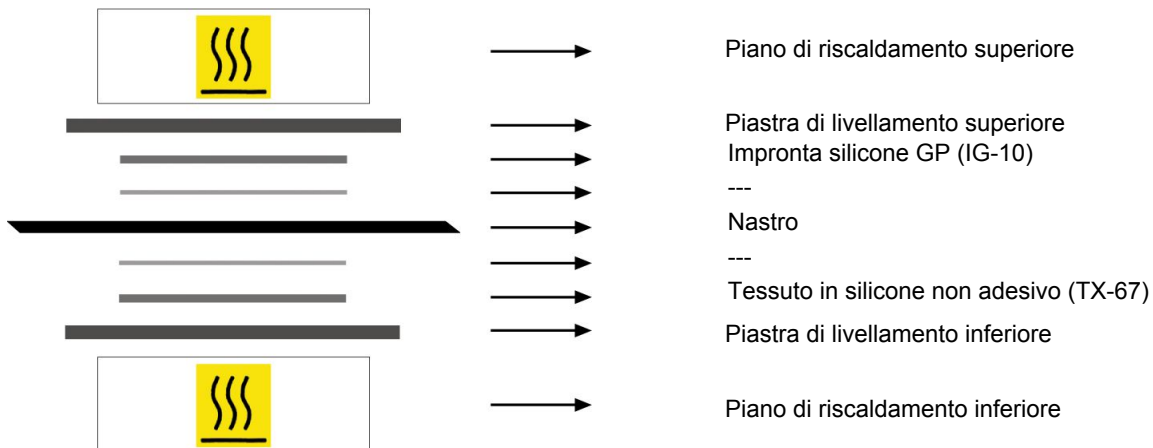 Piano di riscaldamento superiore
Piastra di livellamento superiore
Impronta silicone GP (IG-10)
---
Nastro
---
Tessuto in silicone non adesivo (TX-67)
Piastra di livellamento inferiore
Piano di riscaldamento inferiore